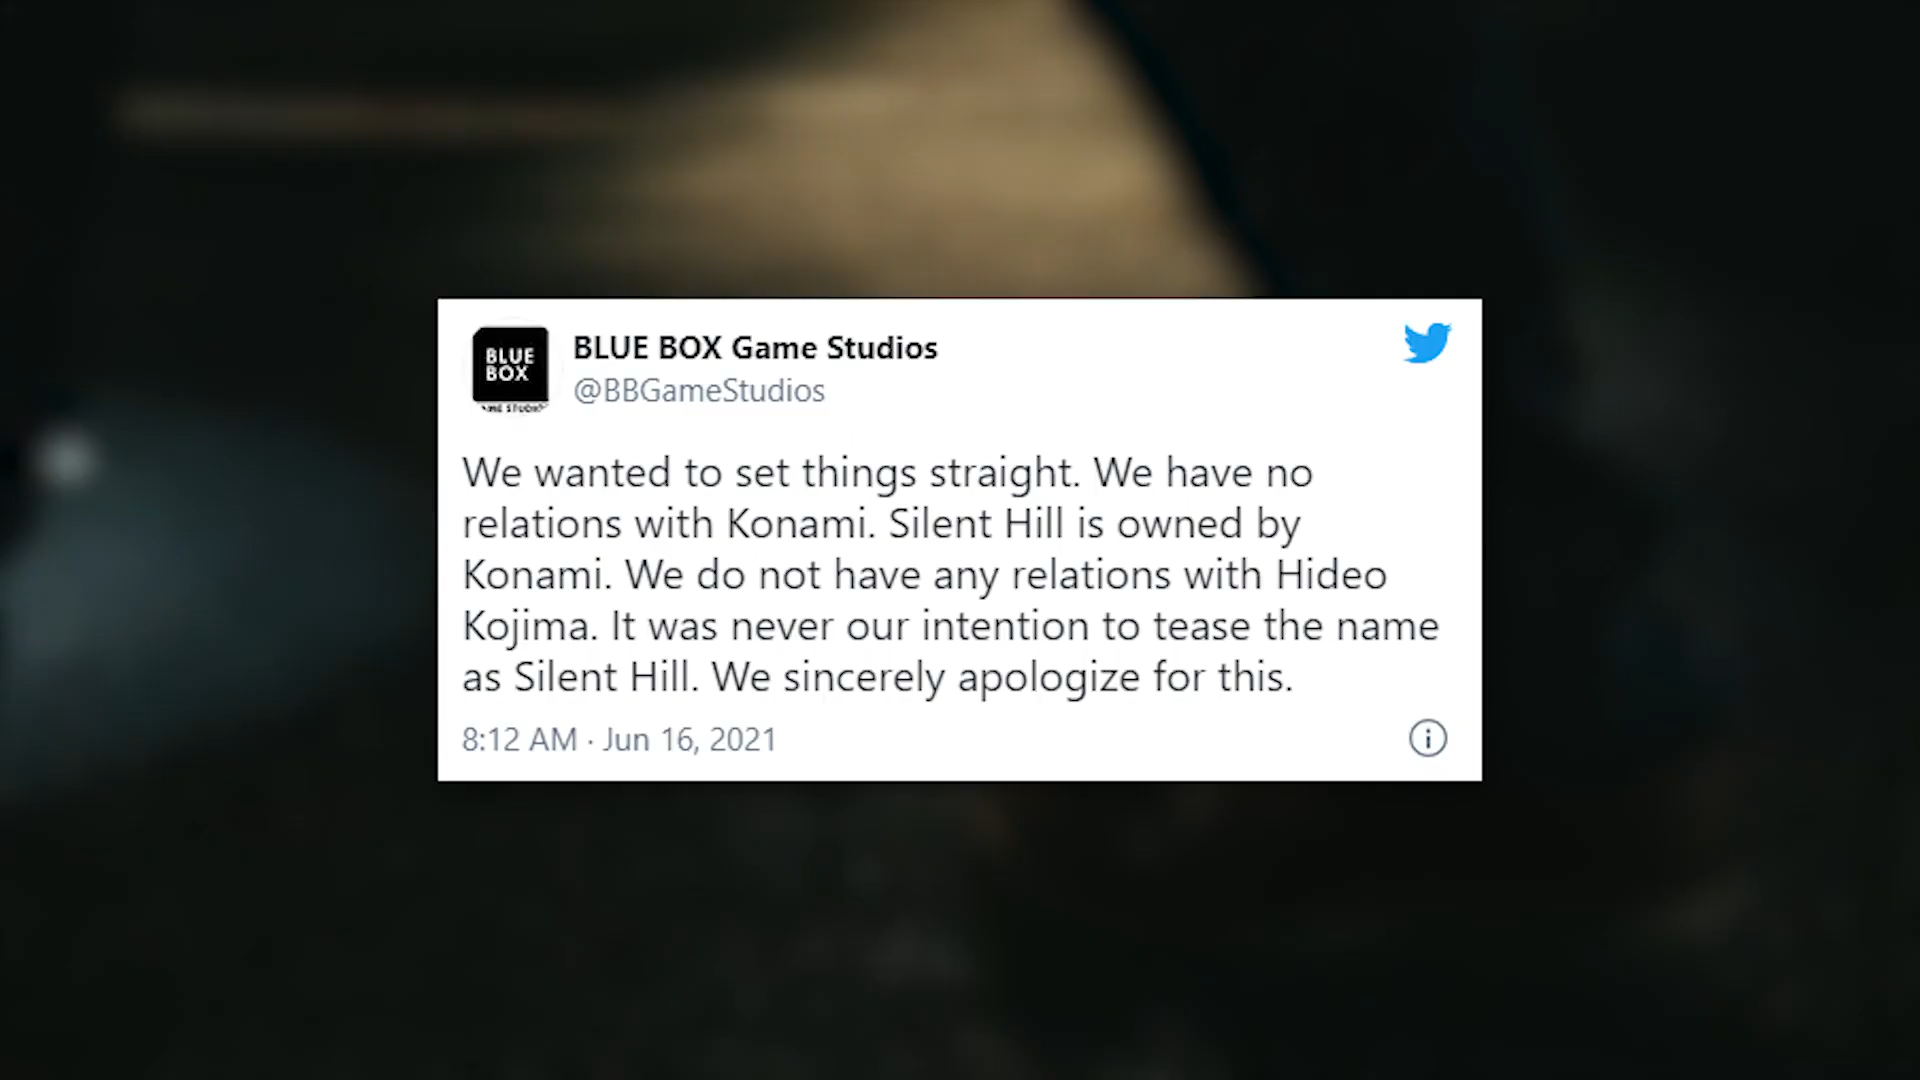 BLUE
BOX
BLUE BOX Game Studios
@BBGameStudios
We wanted to set things straight. We have no
relations with Konami. Silent Hill is owned by
Konami. We do not have any relations with Hideo
Kojima. It was never our intention to tease the name
as Silent Hill. We sincerely apologize for this.
8:12 AM · Jun 16, 2021